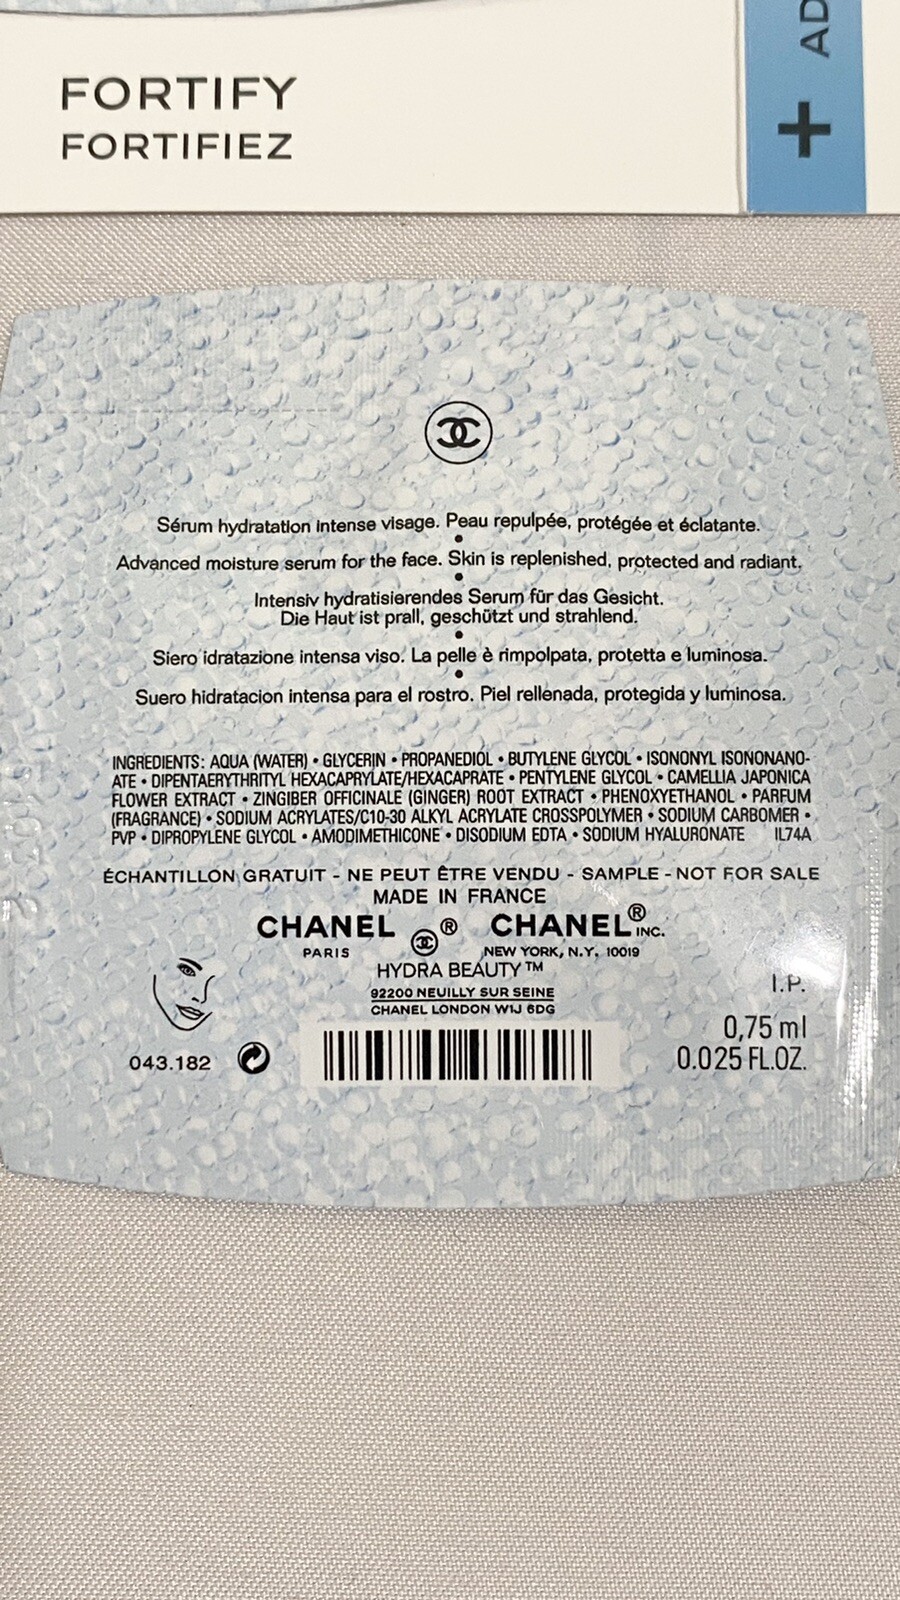 FORTIFY
FORTIFIEZ
+ AD
Sérum hydratation intense visage. Peau repulpée, protégée et éclatante.
•
Advanced moisture serum for the face. Skin is replenished, protected and radiant.
•
Intensiv hydratisierendes Serum für das Gesicht.
Die Haut ist prall, geschützt und strahlend.
•
Siero idratazione intensa viso. La pelle è rimpolpata, protetta e luminosa.
•
Suero hidratacion intensa para el rostro. Piel rellenada, protegida y luminosa.
INGREDIENTS: AQUA (WATER) • GLYCERIN • PROPANEDIOL • BUTYLENE GLYCOL • ISONONYL ISONONANO-
ATE • DIPENTAERYTHRITYL HEXACAPRYLATE/HEXACAPRATE • PENTYLENE GLYCOL • CAMELLIA JAPONICA
FLOWER EXTRACT • ZINGIBER OFFICINALE (GINGER) ROOT EXTRACT • PHENOXYETHANOL • PARFUM
(FRAGRANCE) • SODIUM ACRYLATES/C10-30 ALKYL ACRYLATE CROSSPOLYMER • SODIUM CARBOMER •
PVP • DIPROPYLENE GLYCOL • AMODIMETHICONE • DISODIUM EDTA • SODIUM HYALURONATE IL74A
ÉCHANTILLON GRATUIT - NE PEUT ÊTRE VENDU - SAMPLE - NOT FOR SALE
MADE IN FRANCE
CHANEL ® CHANEL® INC.
PARIS NEW YORK, N.Y. 10019
HYDRA BEAUTY™
92200 NEUILLY SUR SEINE
CHANEL LONDON W1J 6DG
I.P.
0,75 ml
0.025 FL.OZ.
043.182